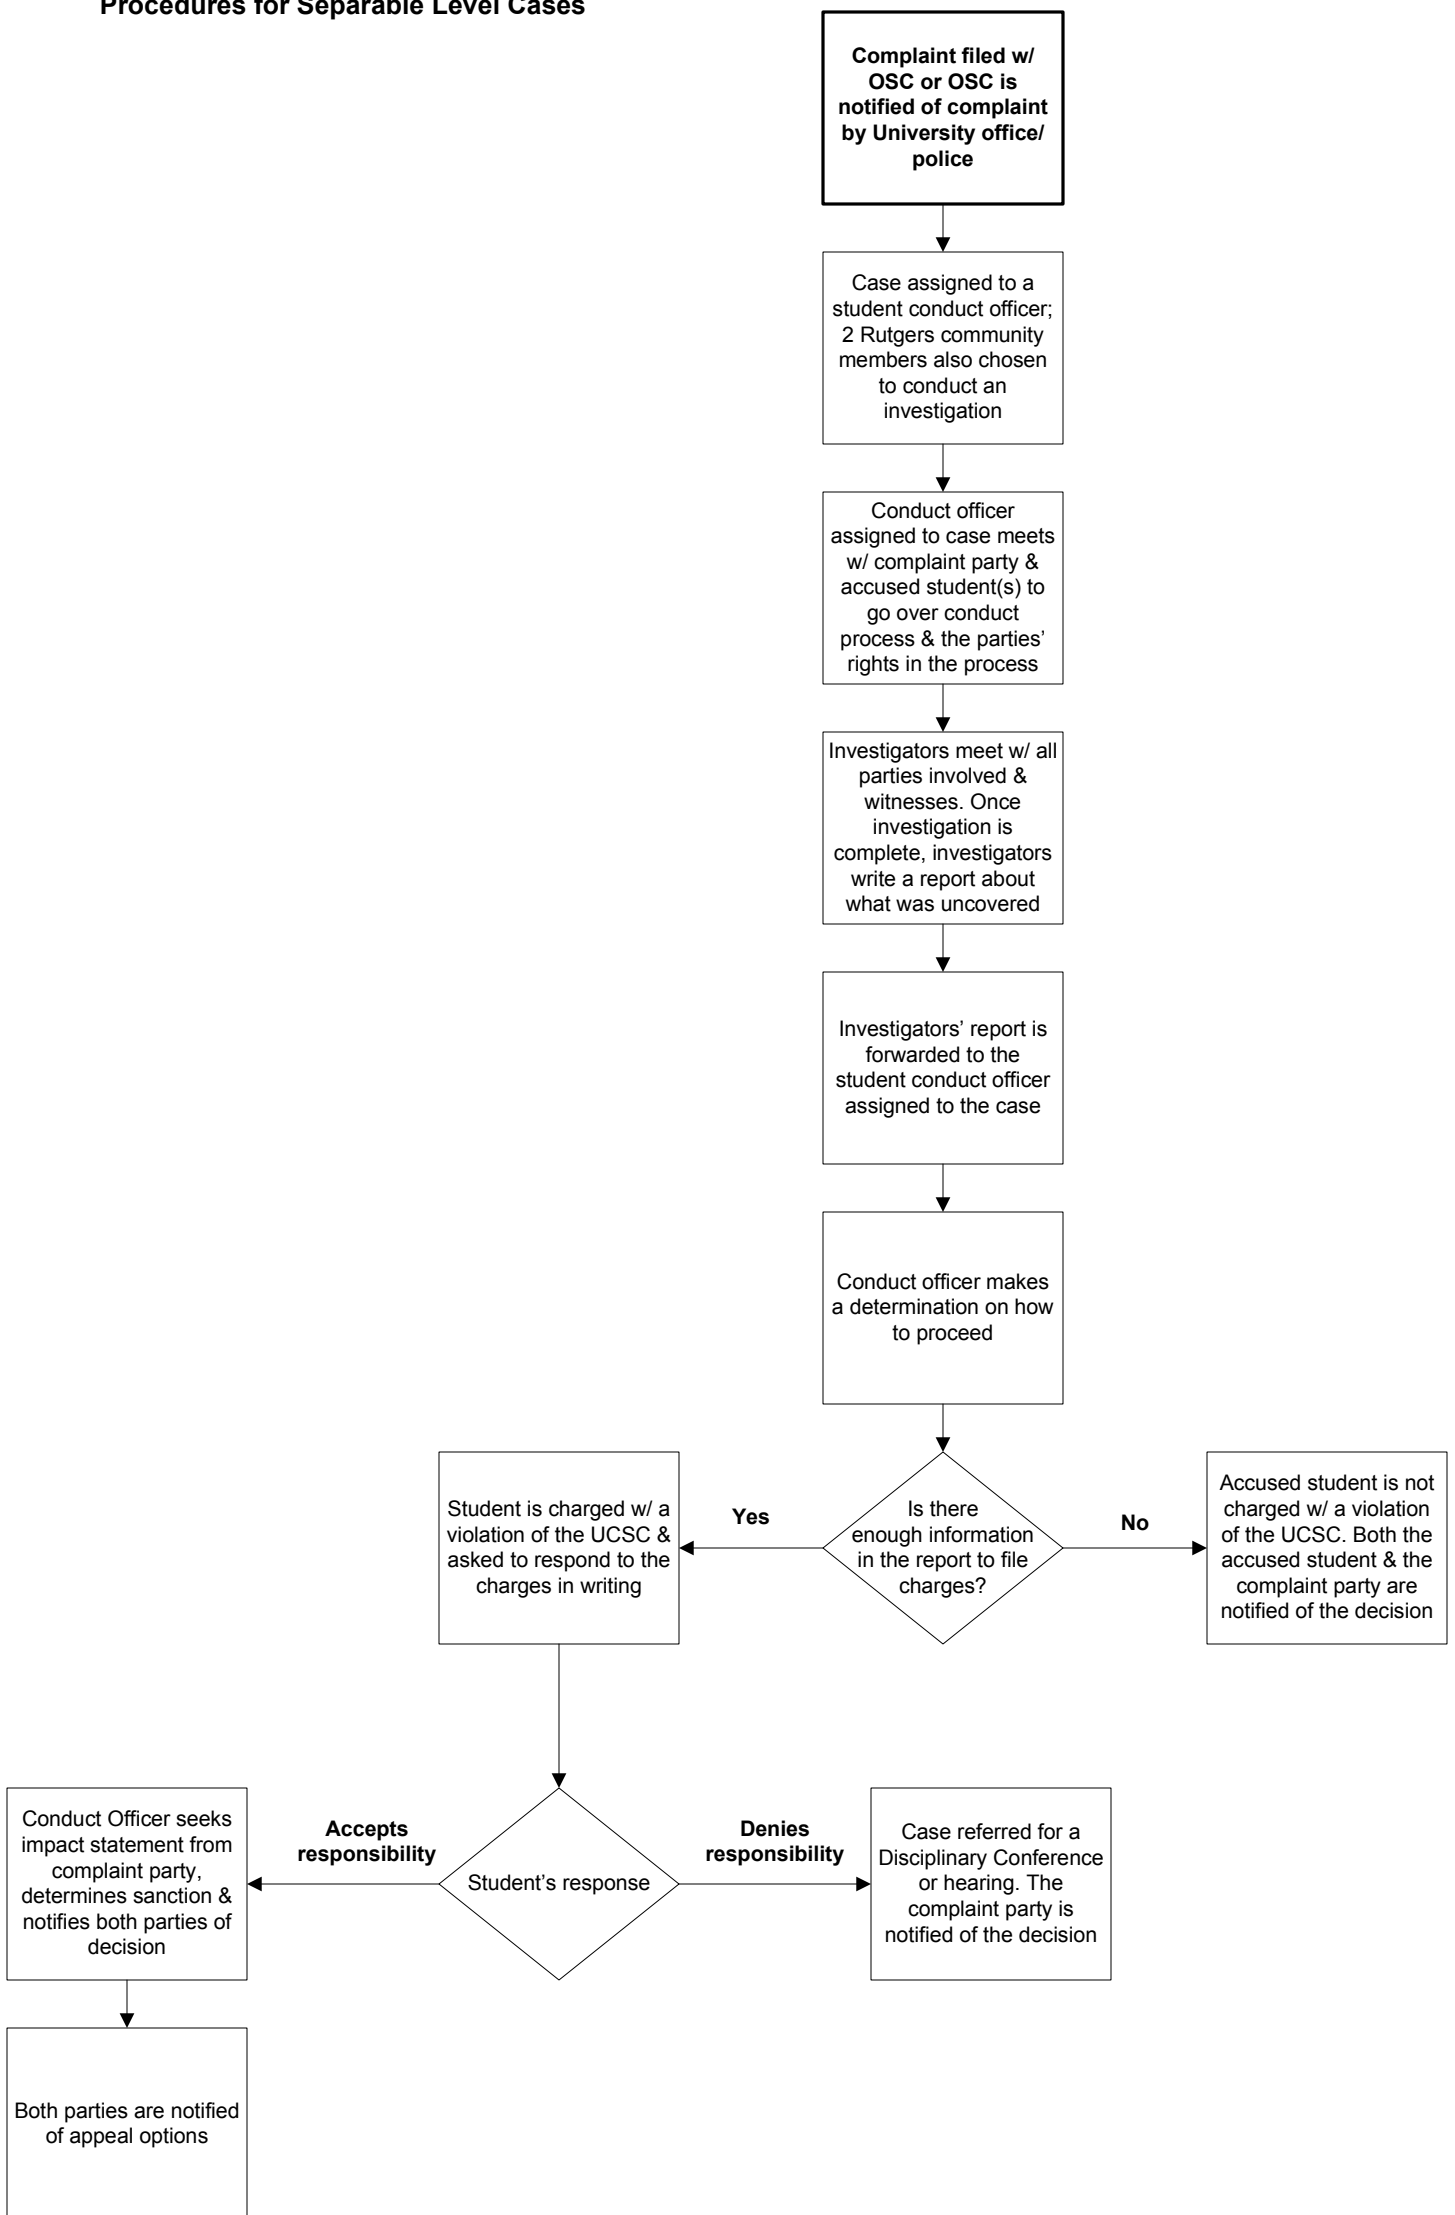 Procedures for Separable Level Cases
Complaint filed w/
OSC or OSC is
notified of complaint
by University office/
police
Case assigned to a
student conduct officer;
2 Rutgers community
members also chosen
to conduct an
investigation
Conduct officer
assigned to case meets
w/ complaint party &
accused student(s) to
go over conduct
process & the parties’
rights in the process
Investigators meet w/ all
parties involved &
witnesses. Once
investigation is
complete, investigators
write a report about
what was uncovered
Investigators’ report is
forwarded to the
student conduct officer
assigned to the case
Conduct officer makes
a determination on how
to proceed
Is there
enough information
in the report to file
charges?
Yes
No
Student is charged w/ a
violation of the UCSC &
asked to respond to the
charges in writing
Accused student is not
charged w/ a violation
of the UCSC. Both the
accused student & the
complaint party are
notified of the decision
Student’s response
Accepts
responsibility
Denies
responsibility
Conduct Officer seeks
impact statement from
complaint party,
determines sanction &
notifies both parties of
decision
Case referred for a
Disciplinary Conference
or hearing. The
complaint party is
notified of the decision
Both parties are notified
of appeal options